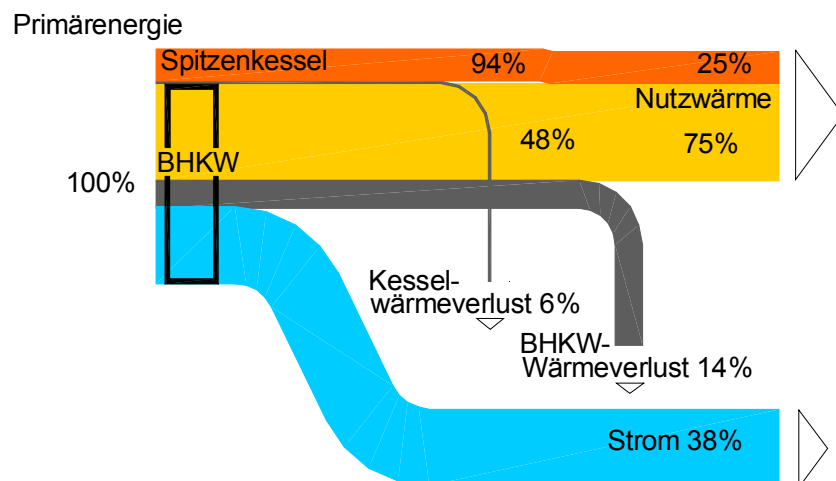 Primärenergie
Spitzenkessel 94% 25%
Nutzwärme
48% 75%
BHKW
100%
Kessel-
wärmeverlust 6%
BHKW-
Wärmeverlust 14%
Strom 38%